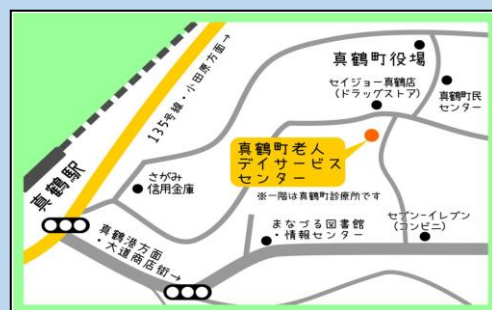 真鶴駅
135号線・小田原方面→
さがみ
信用金庫
真鶴港方面
・大道商店街→
真鶴町役場
セイジョー真鶴店
(ドラッグストア)
真鶴町民
センター
真鶴町老人
デイサービス
センター
※一階は真鶴町診療所です
まなづる図書館
・情報センター
セブン-イレブン
(コンビニ)